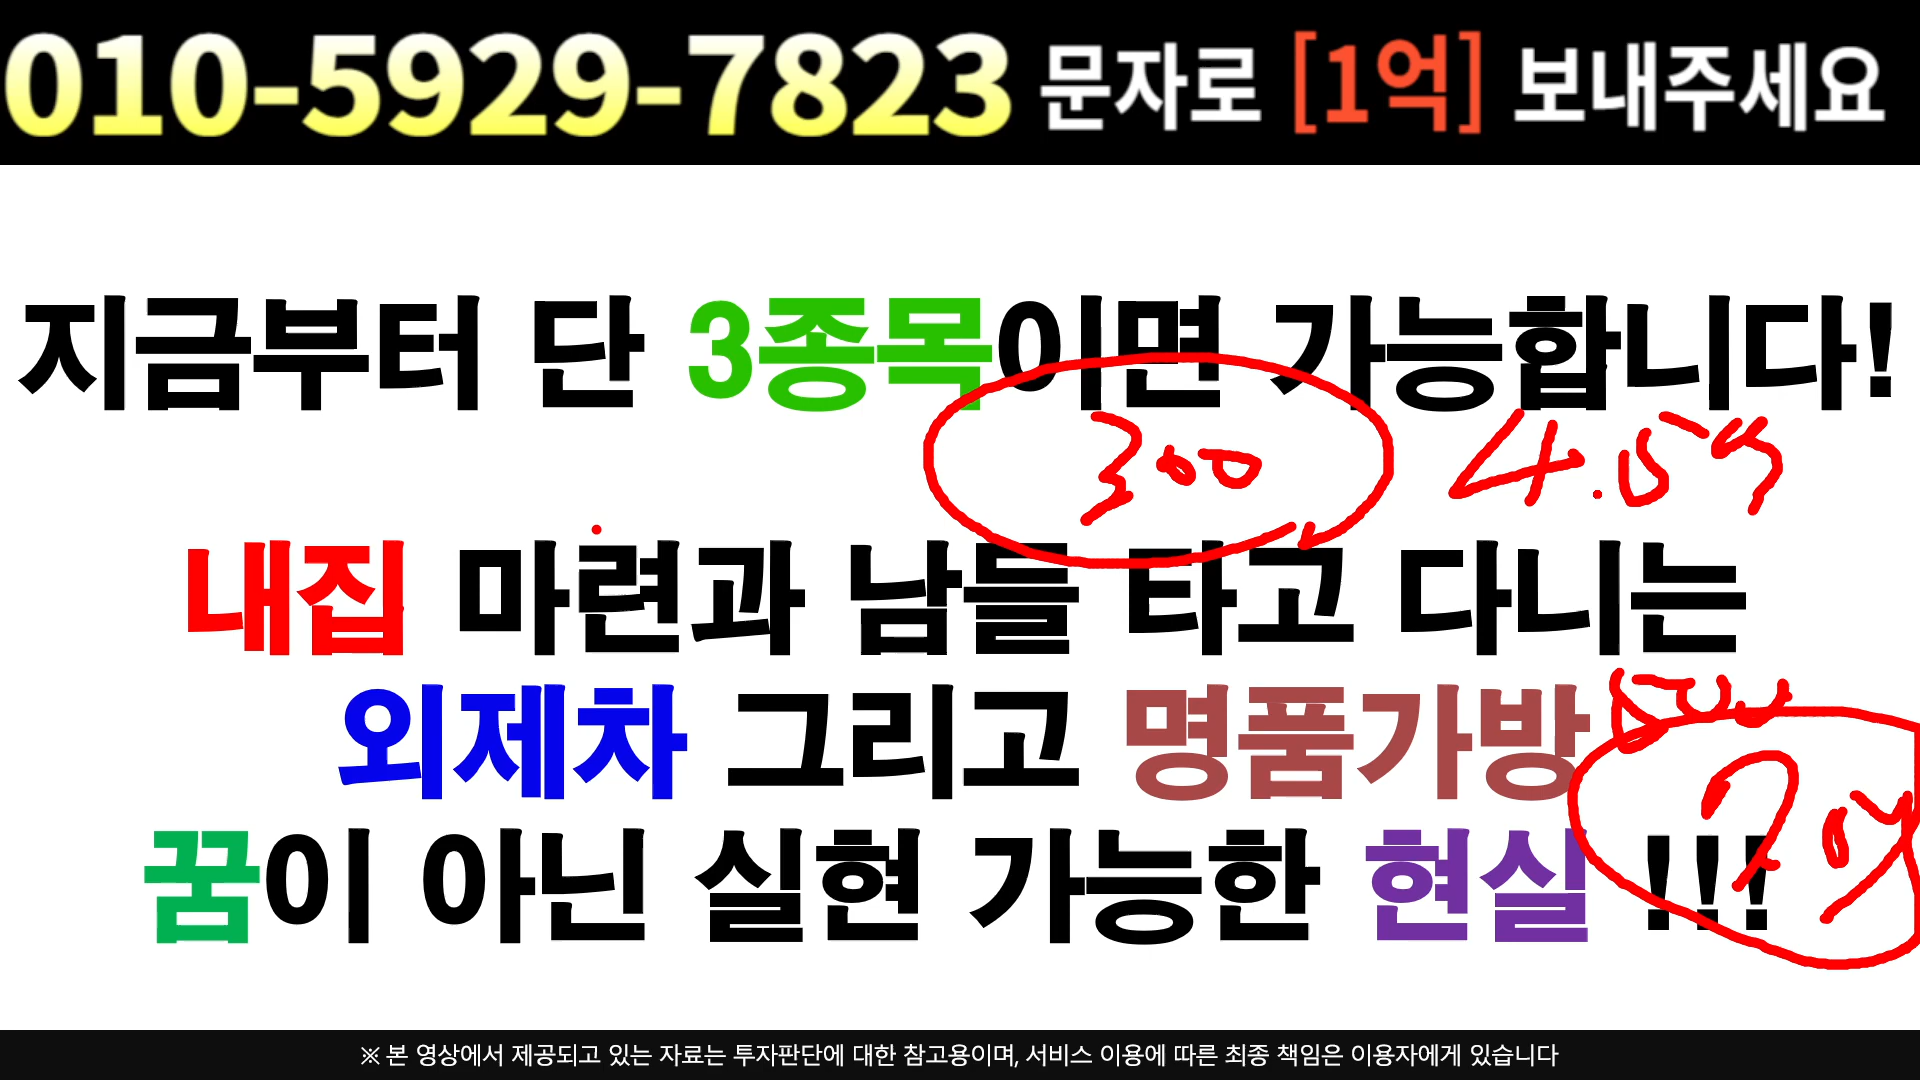 010-5929-7823 문자로 [1억] 보내주세요
지금부터 단 3종목이면 가능합니다!
300
4.5억
내집 마련과 남들 타고 다니는
외제차 그리고 명품가방
500
꿈이 아닌 실현 가능한 현실 !!!
※ 본 영상에서 제공되고 있는 자료는 투자판단에 대한 참고용이며, 서비스 이용에 따른 최종 책임은 이용자에게 있습니다